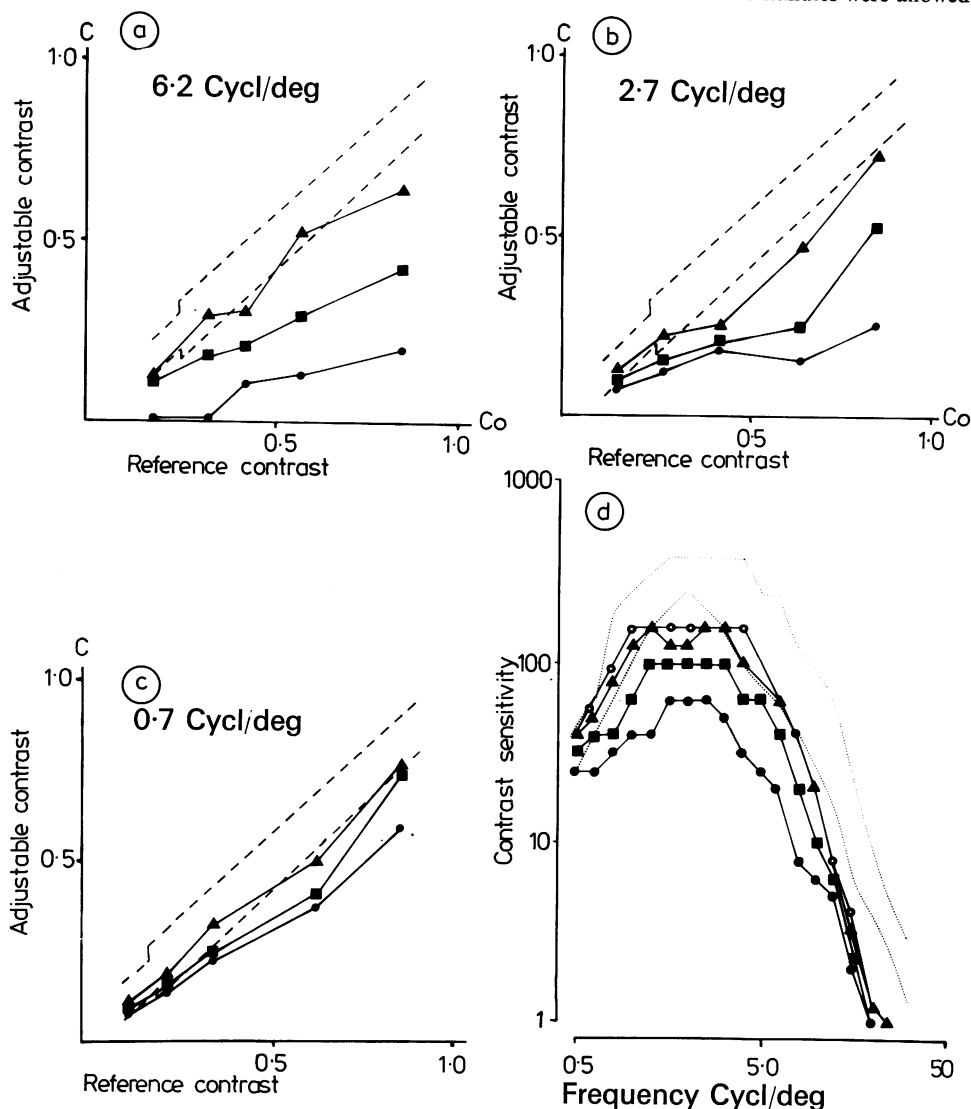 minutes were allowed
C
a
1·0
6·2 Cycl/deg
Adjustable contrast
0·5
0·5
1·0
Co
Reference contrast
C
b
1·0
2·7 Cycl/deg
Adjustable contrast
0·5
0·5
1·0
Co
Reference contrast
C
c
1·0
0·7 Cycl/deg
Adjustable contrast
0·5
0·5
1·0
Reference contrast
d
1000
100
10
1
Contrast sensitivity
0·5
5·0
50
Frequency Cycl/deg